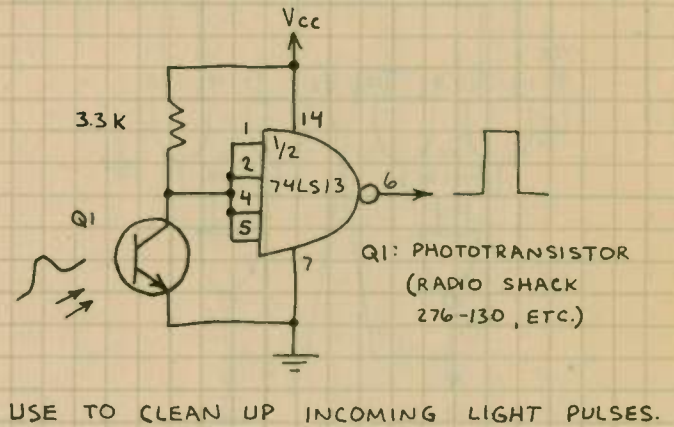 Vcc
3.3 K
14
1
1/2
2
74LS13
6
4
5
Q1
7
Q1: PHOTOTRANSISTOR
(RADIO SHACK
276-130, ETC.)
USE TO CLEAN UP INCOMING LIGHT PULSES.